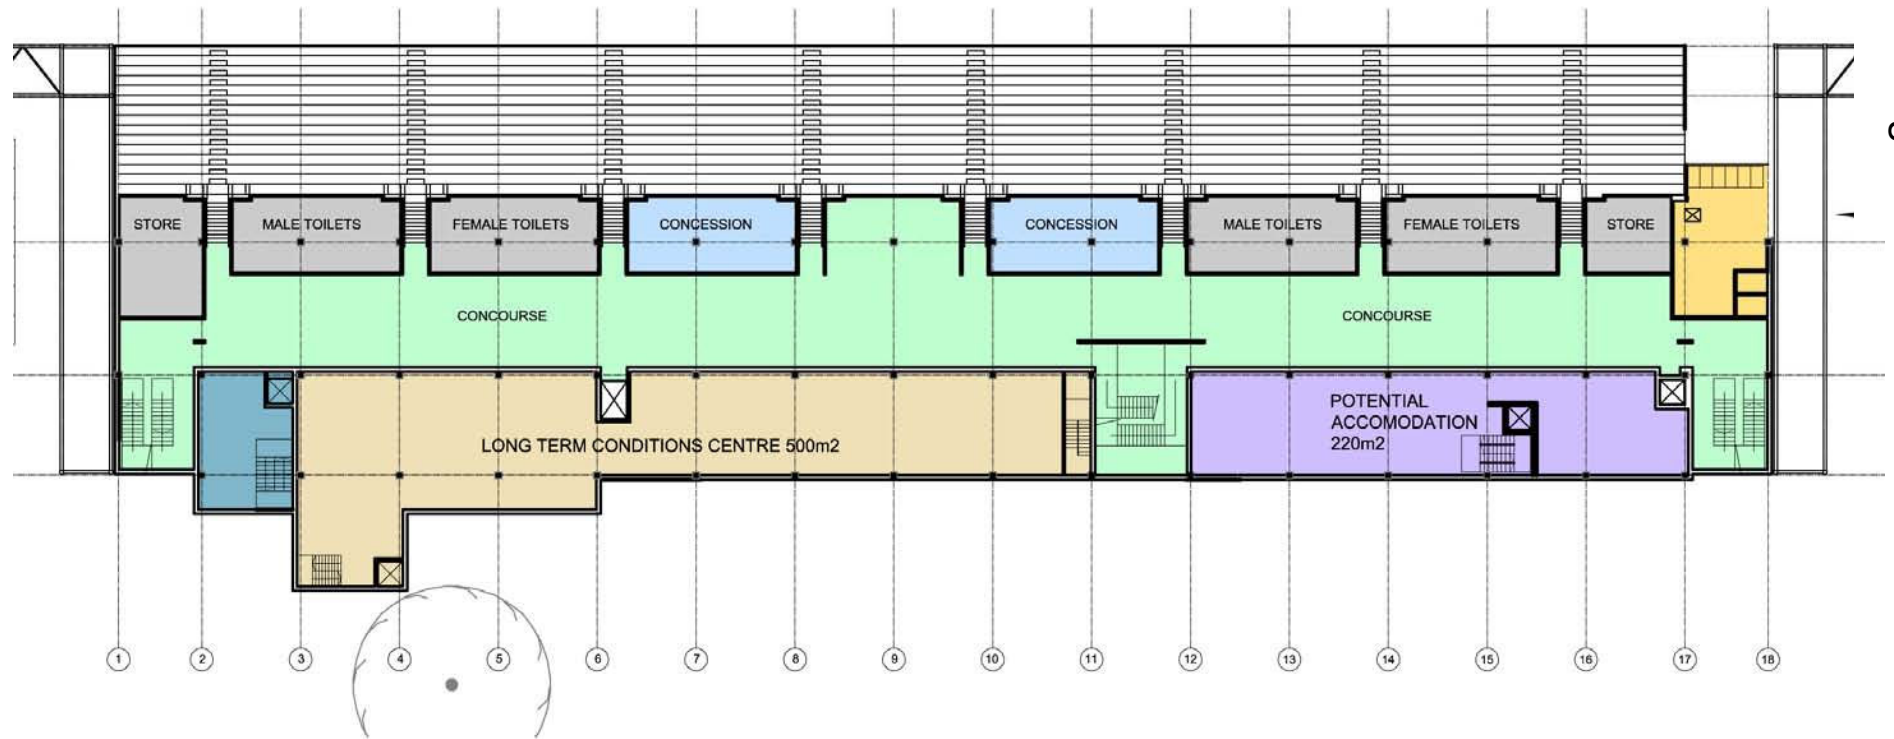 STORE
MALE TOILETS
FEMALE TOILETS
CONCESSION
CONCESSION
MALE TOILETS
FEMALE TOILETS
STORE
CONCOURSE
CONCOURSE
LONG TERM CONDITIONS CENTRE 500m2
POTENTIAL
ACCOMODATION
220m2
1 2 3 4 5 6 7 8 9 10 11 12 13 14 15 16 17 18